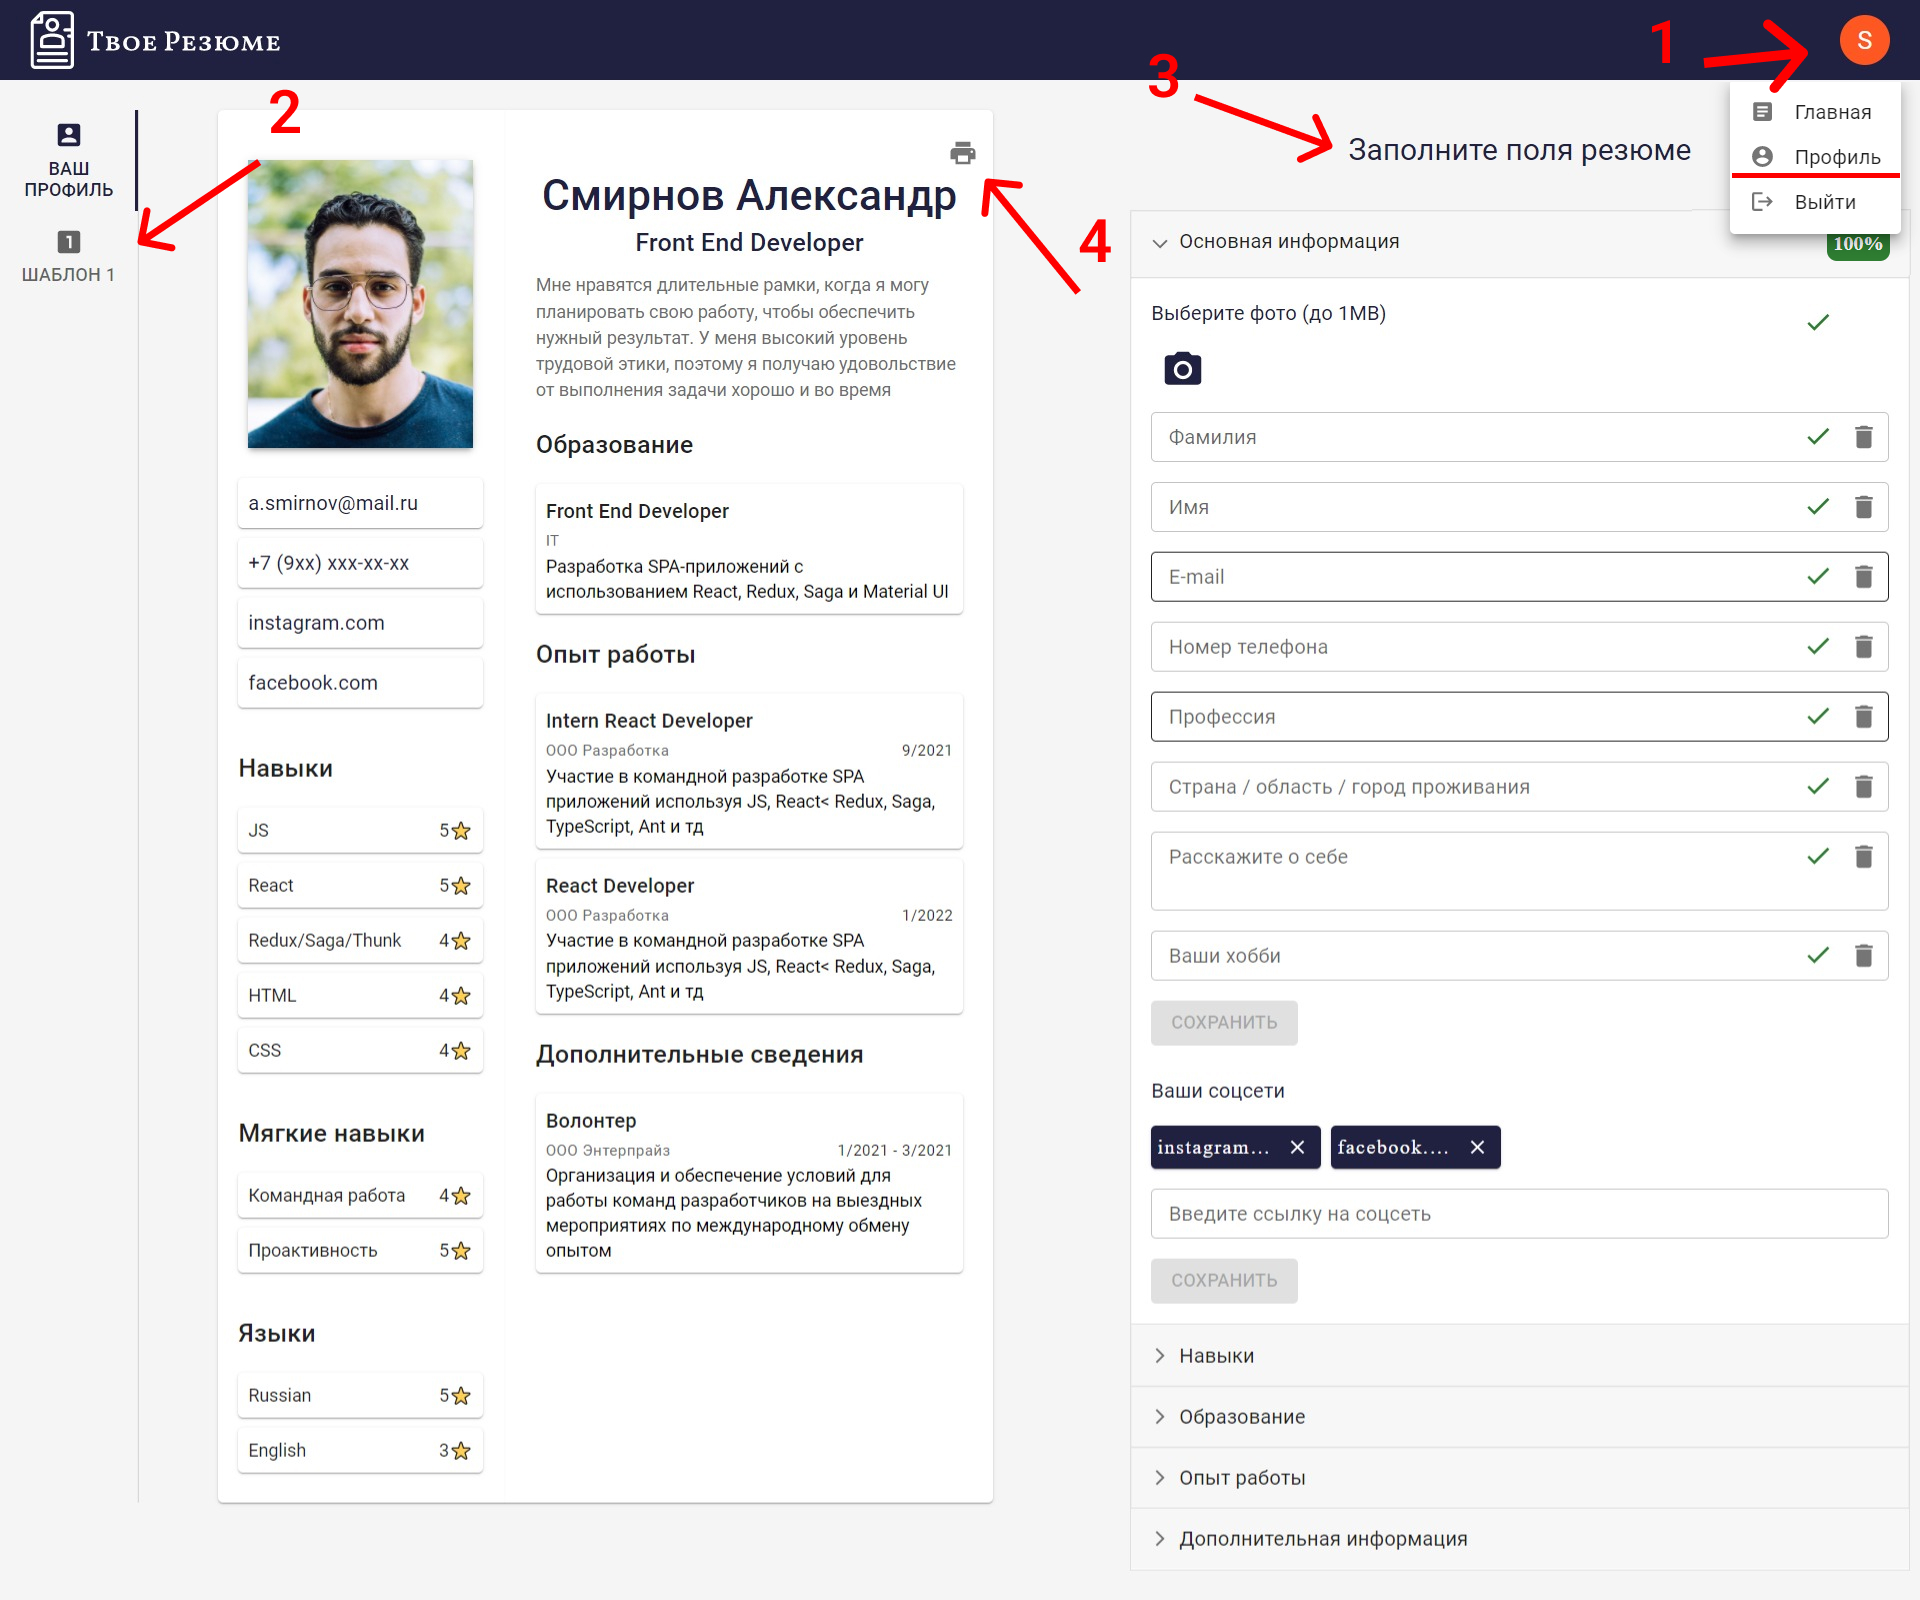 Твое Резюме
1
S
Главная
Профиль
Выйти
2
ВАШ
ПРОФИЛЬ
1
ШАБЛОН 1
a.smirnov@mail.ru
+7 (9xx) xxx-xx-xx
instagram.com
facebook.com
Навыки
JS 5
React 5
Redux/Saga/Thunk 4
HTML 4
CSS 4
Мягкие навыки
Командная работа 4
Проактивность 5
Языки
Russian 5
English 3
Смирнов Александр
Front End Developer
Мне нравятся длительные рамки, когда я могу
планировать свою работу, чтобы обеспечить
нужный результат. У меня высокий уровень
трудовой этики, поэтому я получаю удовольствие
от выполнения задачи хорошо и во время
Образование
Front End Developer
IT
Разработка SPA-приложений с
использованием React, Redux, Saga и Material UI
Опыт работы
Intern React Developer
ООО Разработка 9/2021
Участие в командной разработке SPA
приложений используя JS, React< Redux, Saga,
TypeScript, Ant и тд
React Developer
ООО Разработка 1/2022
Участие в командной разработке SPA
приложений используя JS, React< Redux, Saga,
TypeScript, Ant и тд
Дополнительные сведения
Волонтер
ООО Энтерпрайз 1/2021 - 3/2021
Организация и обеспечение условий для
работы команд разработчиков на выездных
мероприятиях по международному обмену
опытом
4
3
Заполните поля резюме
Основная информация 100%
Выберите фото (до 1MB)
Фамилия
Имя
E-mail
Номер телефона
Профессия
Страна / область / город проживания
Расскажите о себе
Ваши хобби
СОХРАНИТЬ
Ваши соцсети
instagram... facebook....
Введите ссылку на соцсеть
СОХРАНИТЬ
Навыки
Образование
Опыт работы
Дополнительная информация